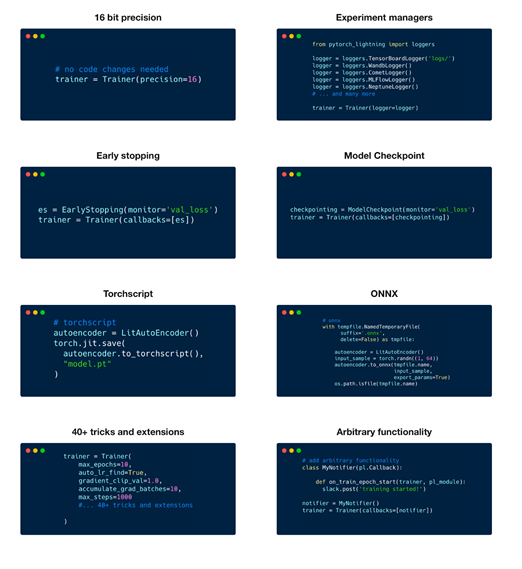 16 bit precision
# no code changes needed
trainer = Trainer(precision=16)
Experiment managers
from pytorch_lightning import loggers
logger = loggers.TensorBoardLogger('logs/')
logger = loggers.WandbLogger()
logger = loggers.CometLogger()
logger = loggers.MLFlowLogger()
logger = loggers.NeptuneLogger()
# ... and many more
trainer = Trainer(logger=logger)
Early stopping
es = EarlyStopping(monitor='val_loss')
trainer = Trainer(callbacks=[es])
Model Checkpoint
checkpointing = ModelCheckpoint(monitor='val_loss')
trainer = Trainer(callbacks=[checkpointing])
Torchscript
# torchscript
autoencoder = LitAutoEncoder()
torch.jit.save(
autoencoder.to_torchscript(),
"model.pt"
)
ONNX
# onnx
with tempfile.NamedTemporaryFile(
suffix='.onnx',
delete=False) as tmpfile:
autoencoder = LitAutoEncoder()
input_sample = torch.randn((1, 64))
autoencoder.to_onnx(tmpfile.name,
input_sample,
export_params=True)
os.path.isfile(tmpfile.name)
40+ tricks and extensions
trainer = Trainer(
max_epochs=10,
auto_lr_find=True,
gradient_clip_val=1.0,
accumulate_grad_batches=10,
max_steps=1000
#... 40+ tricks and extensions
)
Arbitrary functionality
# add arbitrary functionality
class MyNotifier(pl.Callback):
def on_train_epoch_start(trainer, pl_module):
slack.post('training started!')
notifier = MyNotifier()
trainer = Trainer(callbacks=[notifier])